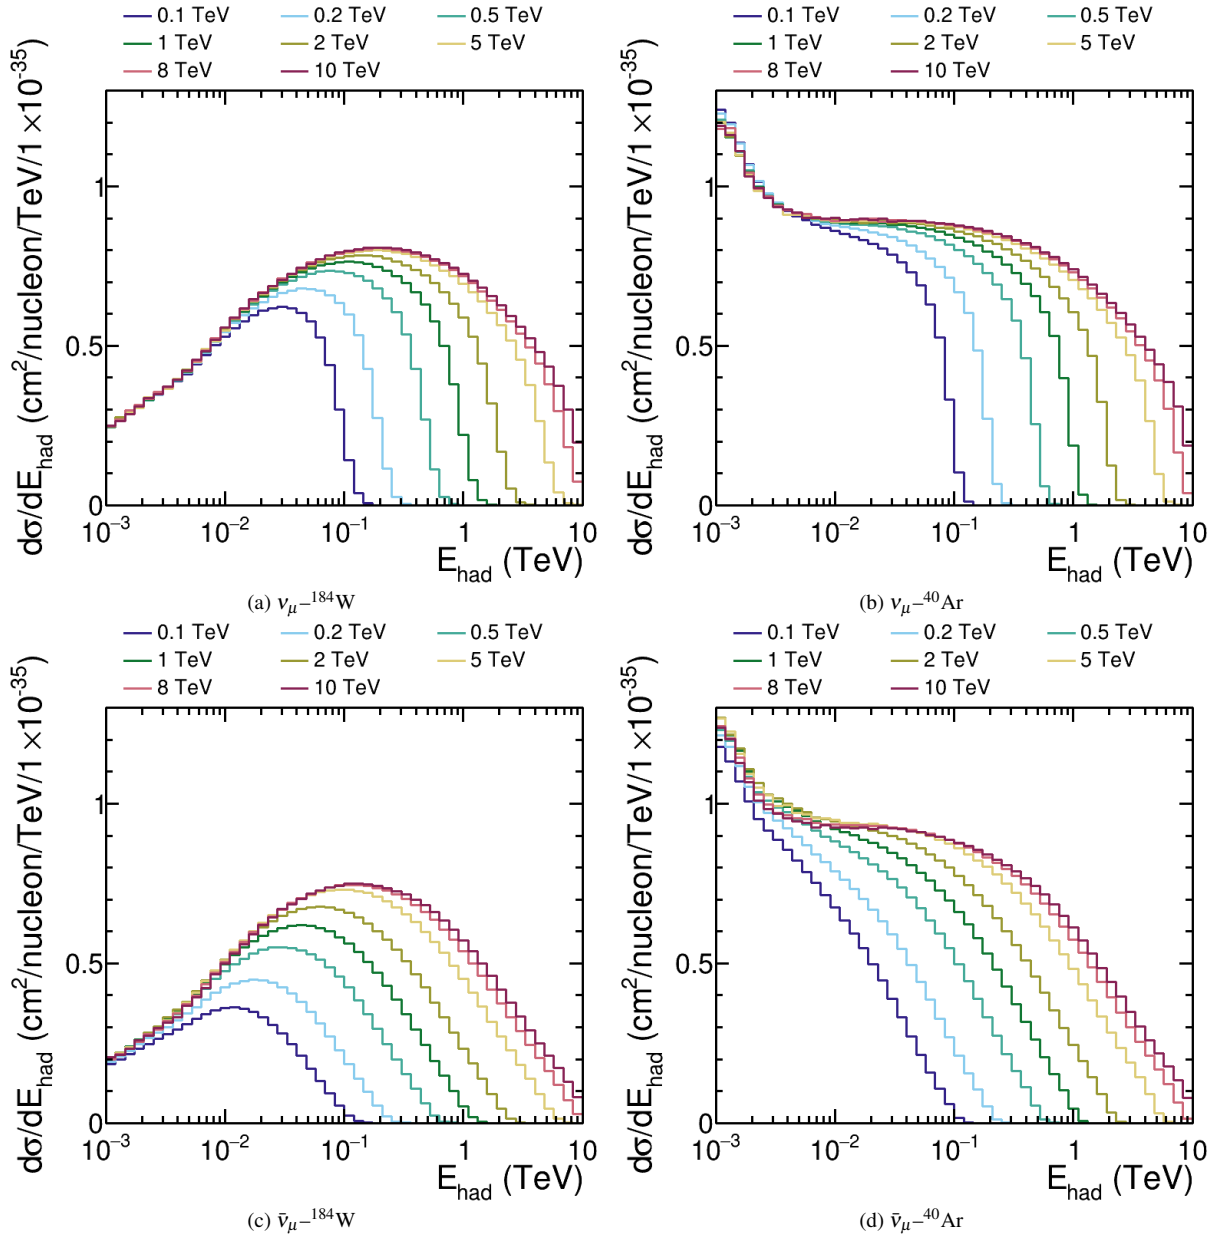 0.1 TeV 0.2 TeV 0.5 TeV
1 TeV 2 TeV 5 TeV
8 TeV 10 TeV
dσ/dE_had (cm²/nucleon/TeV/1 ×10⁻³⁵)
1
0.5
0
10⁻³ 10⁻² 10⁻¹ 1 10
E_had (TeV)
(a) ν_μ–¹⁸⁴W
0.1 TeV 0.2 TeV 0.5 TeV
1 TeV 2 TeV 5 TeV
8 TeV 10 TeV
dσ/dE_had (cm²/nucleon/TeV/1 ×10⁻³⁵)
1
0.5
0
10⁻³ 10⁻² 10⁻¹ 1 10
E_had (TeV)
(b) ν_μ–⁴⁰Ar
0.1 TeV 0.2 TeV 0.5 TeV
1 TeV 2 TeV 5 TeV
8 TeV 10 TeV
dσ/dE_had (cm²/nucleon/TeV/1 ×10⁻³⁵)
1
0.5
0
10⁻³ 10⁻² 10⁻¹ 1 10
E_had (TeV)
(c) ν̄_μ–¹⁸⁴W
0.1 TeV 0.2 TeV 0.5 TeV
1 TeV 2 TeV 5 TeV
8 TeV 10 TeV
dσ/dE_had (cm²/nucleon/TeV/1 ×10⁻³⁵)
1
0.5
0
10⁻³ 10⁻² 10⁻¹ 1 10
E_had (TeV)
(d) ν̄_μ–⁴⁰Ar